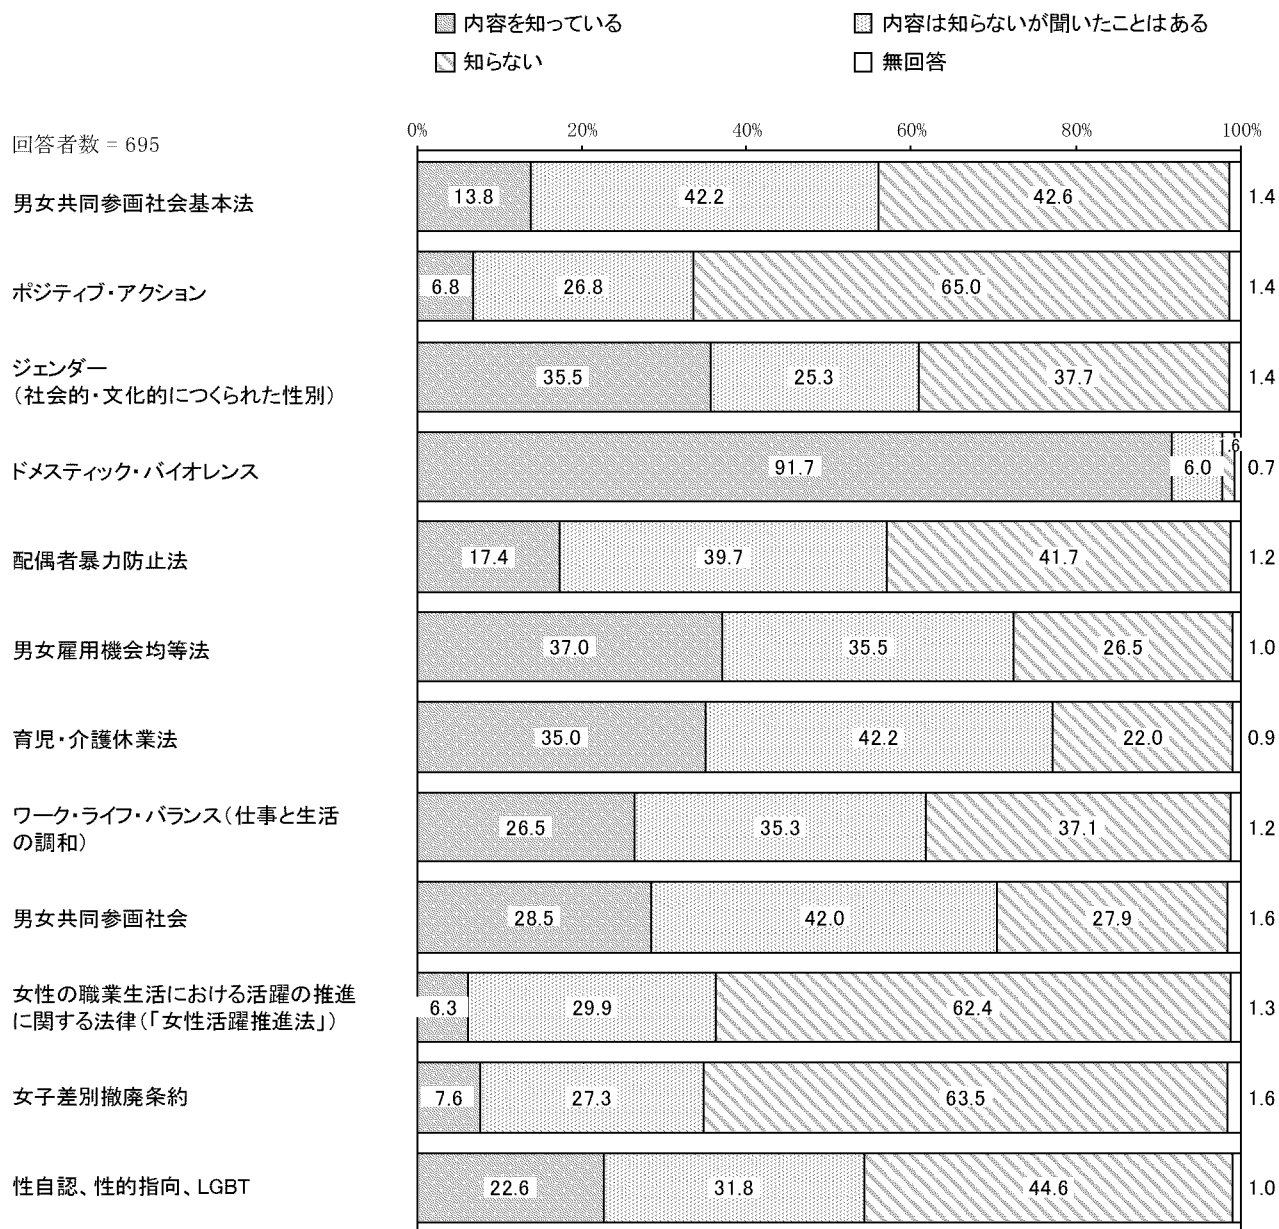 内容を知っている 内容は知らないが聞いたことはある
知らない 無回答
回答者数 = 695 0% 20% 40% 60% 80% 100%
男女共同参画社会基本法 13.8 42.2 42.6 1.4
ポジティブ・アクション 6.8 26.8 65.0 1.4
ジェンダー
（社会的・文化的につくられた性別） 35.5 25.3 37.7 1.4
ドメスティック・バイオレンス 91.7 6.0 1.6 0.7
配偶者暴力防止法 17.4 39.7 41.7 1.2
男女雇用機会均等法 37.0 35.5 26.5 1.0
育児・介護休業法 35.0 42.2 22.0 0.9
ワーク・ライフ・バランス（仕事と生活
の調和） 26.5 35.3 37.1 1.2
男女共同参画社会 28.5 42.0 27.9 1.6
女性の職業生活における活躍の推進
に関する法律（「女性活躍推進法」） 6.3 29.9 62.4 1.3
女子差別撤廃条約 7.6 27.3 63.5 1.6
性自認、性的指向、LGBT 22.6 31.8 44.6 1.0